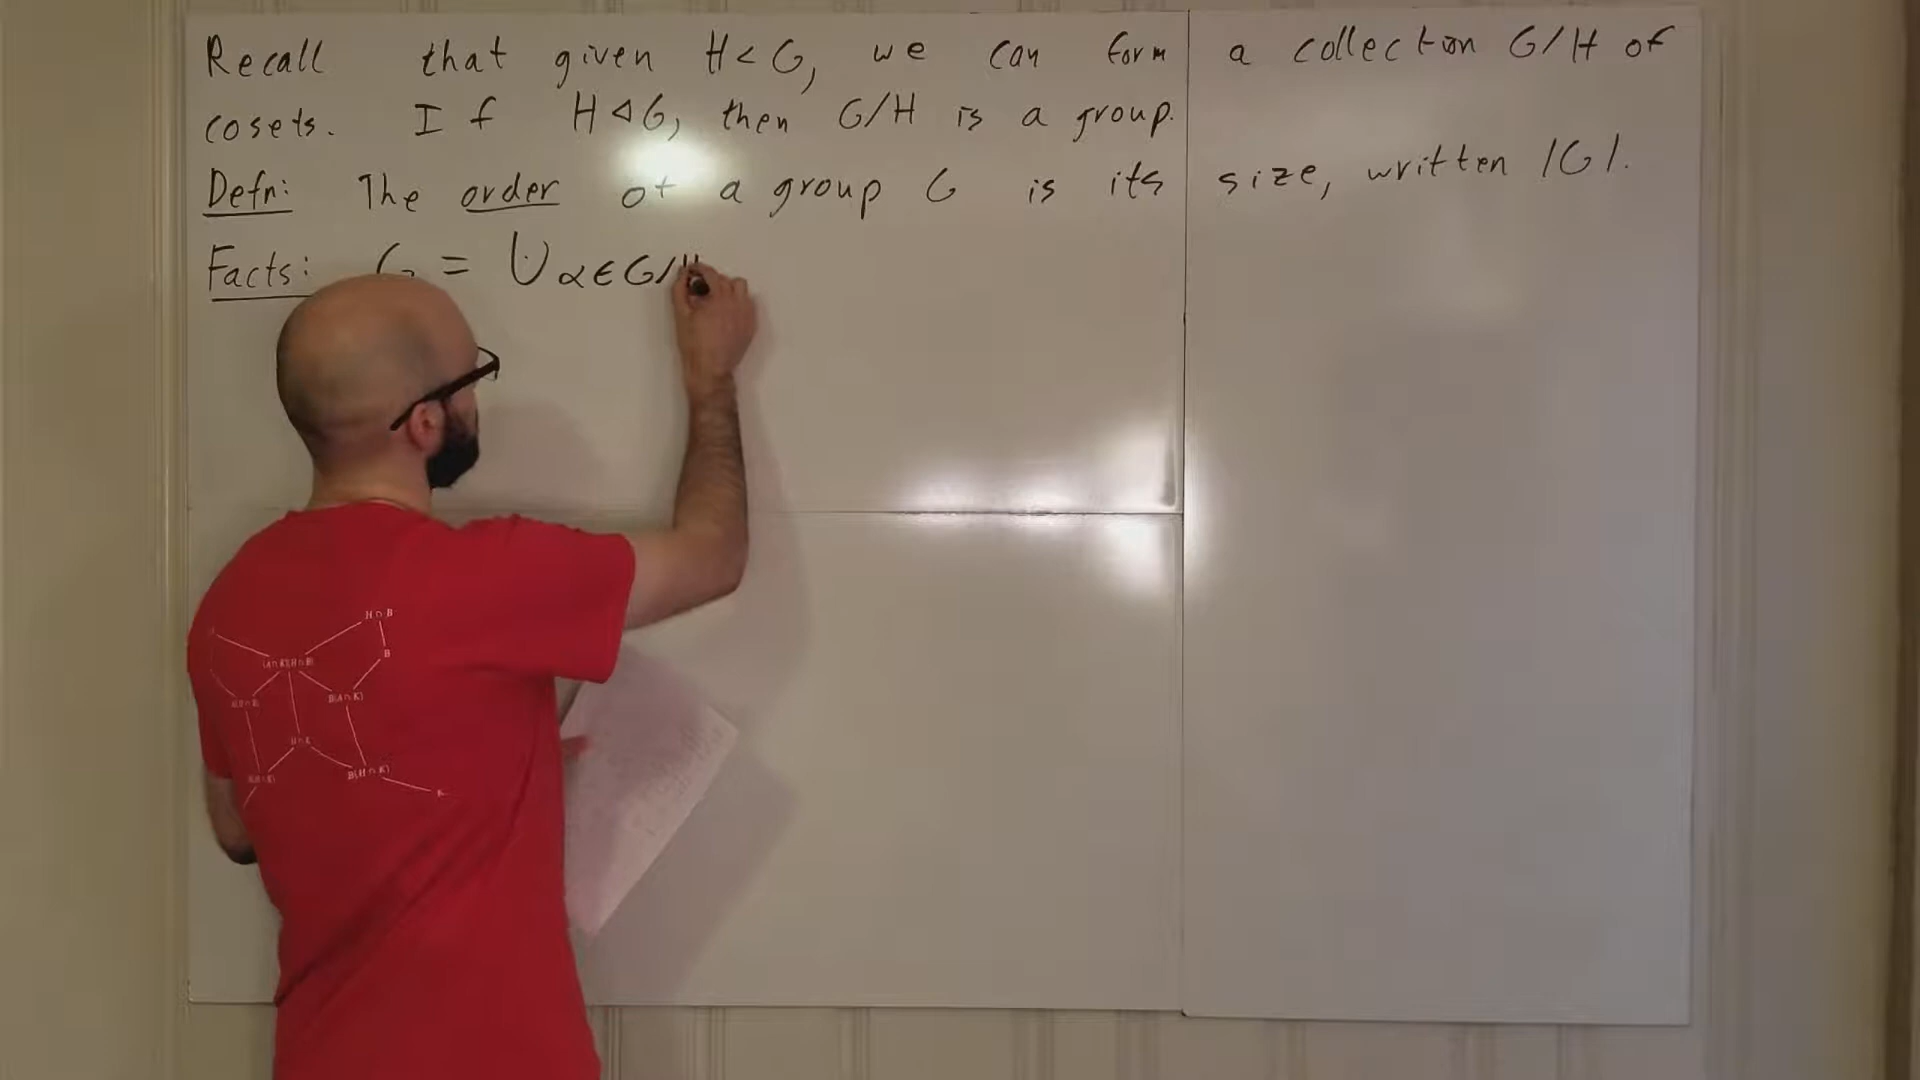 Recall that given H < G, we can form a collection G/H of
cosets. If H ⊲ G, then G/H is a group.
Defn: The order of a group G is its size, written |G|.
Facts: G = ∪ α ∈ G/H
H ∩ B
B
B(A ∩ K)
H ∩ K
B(H ∩ K)
K